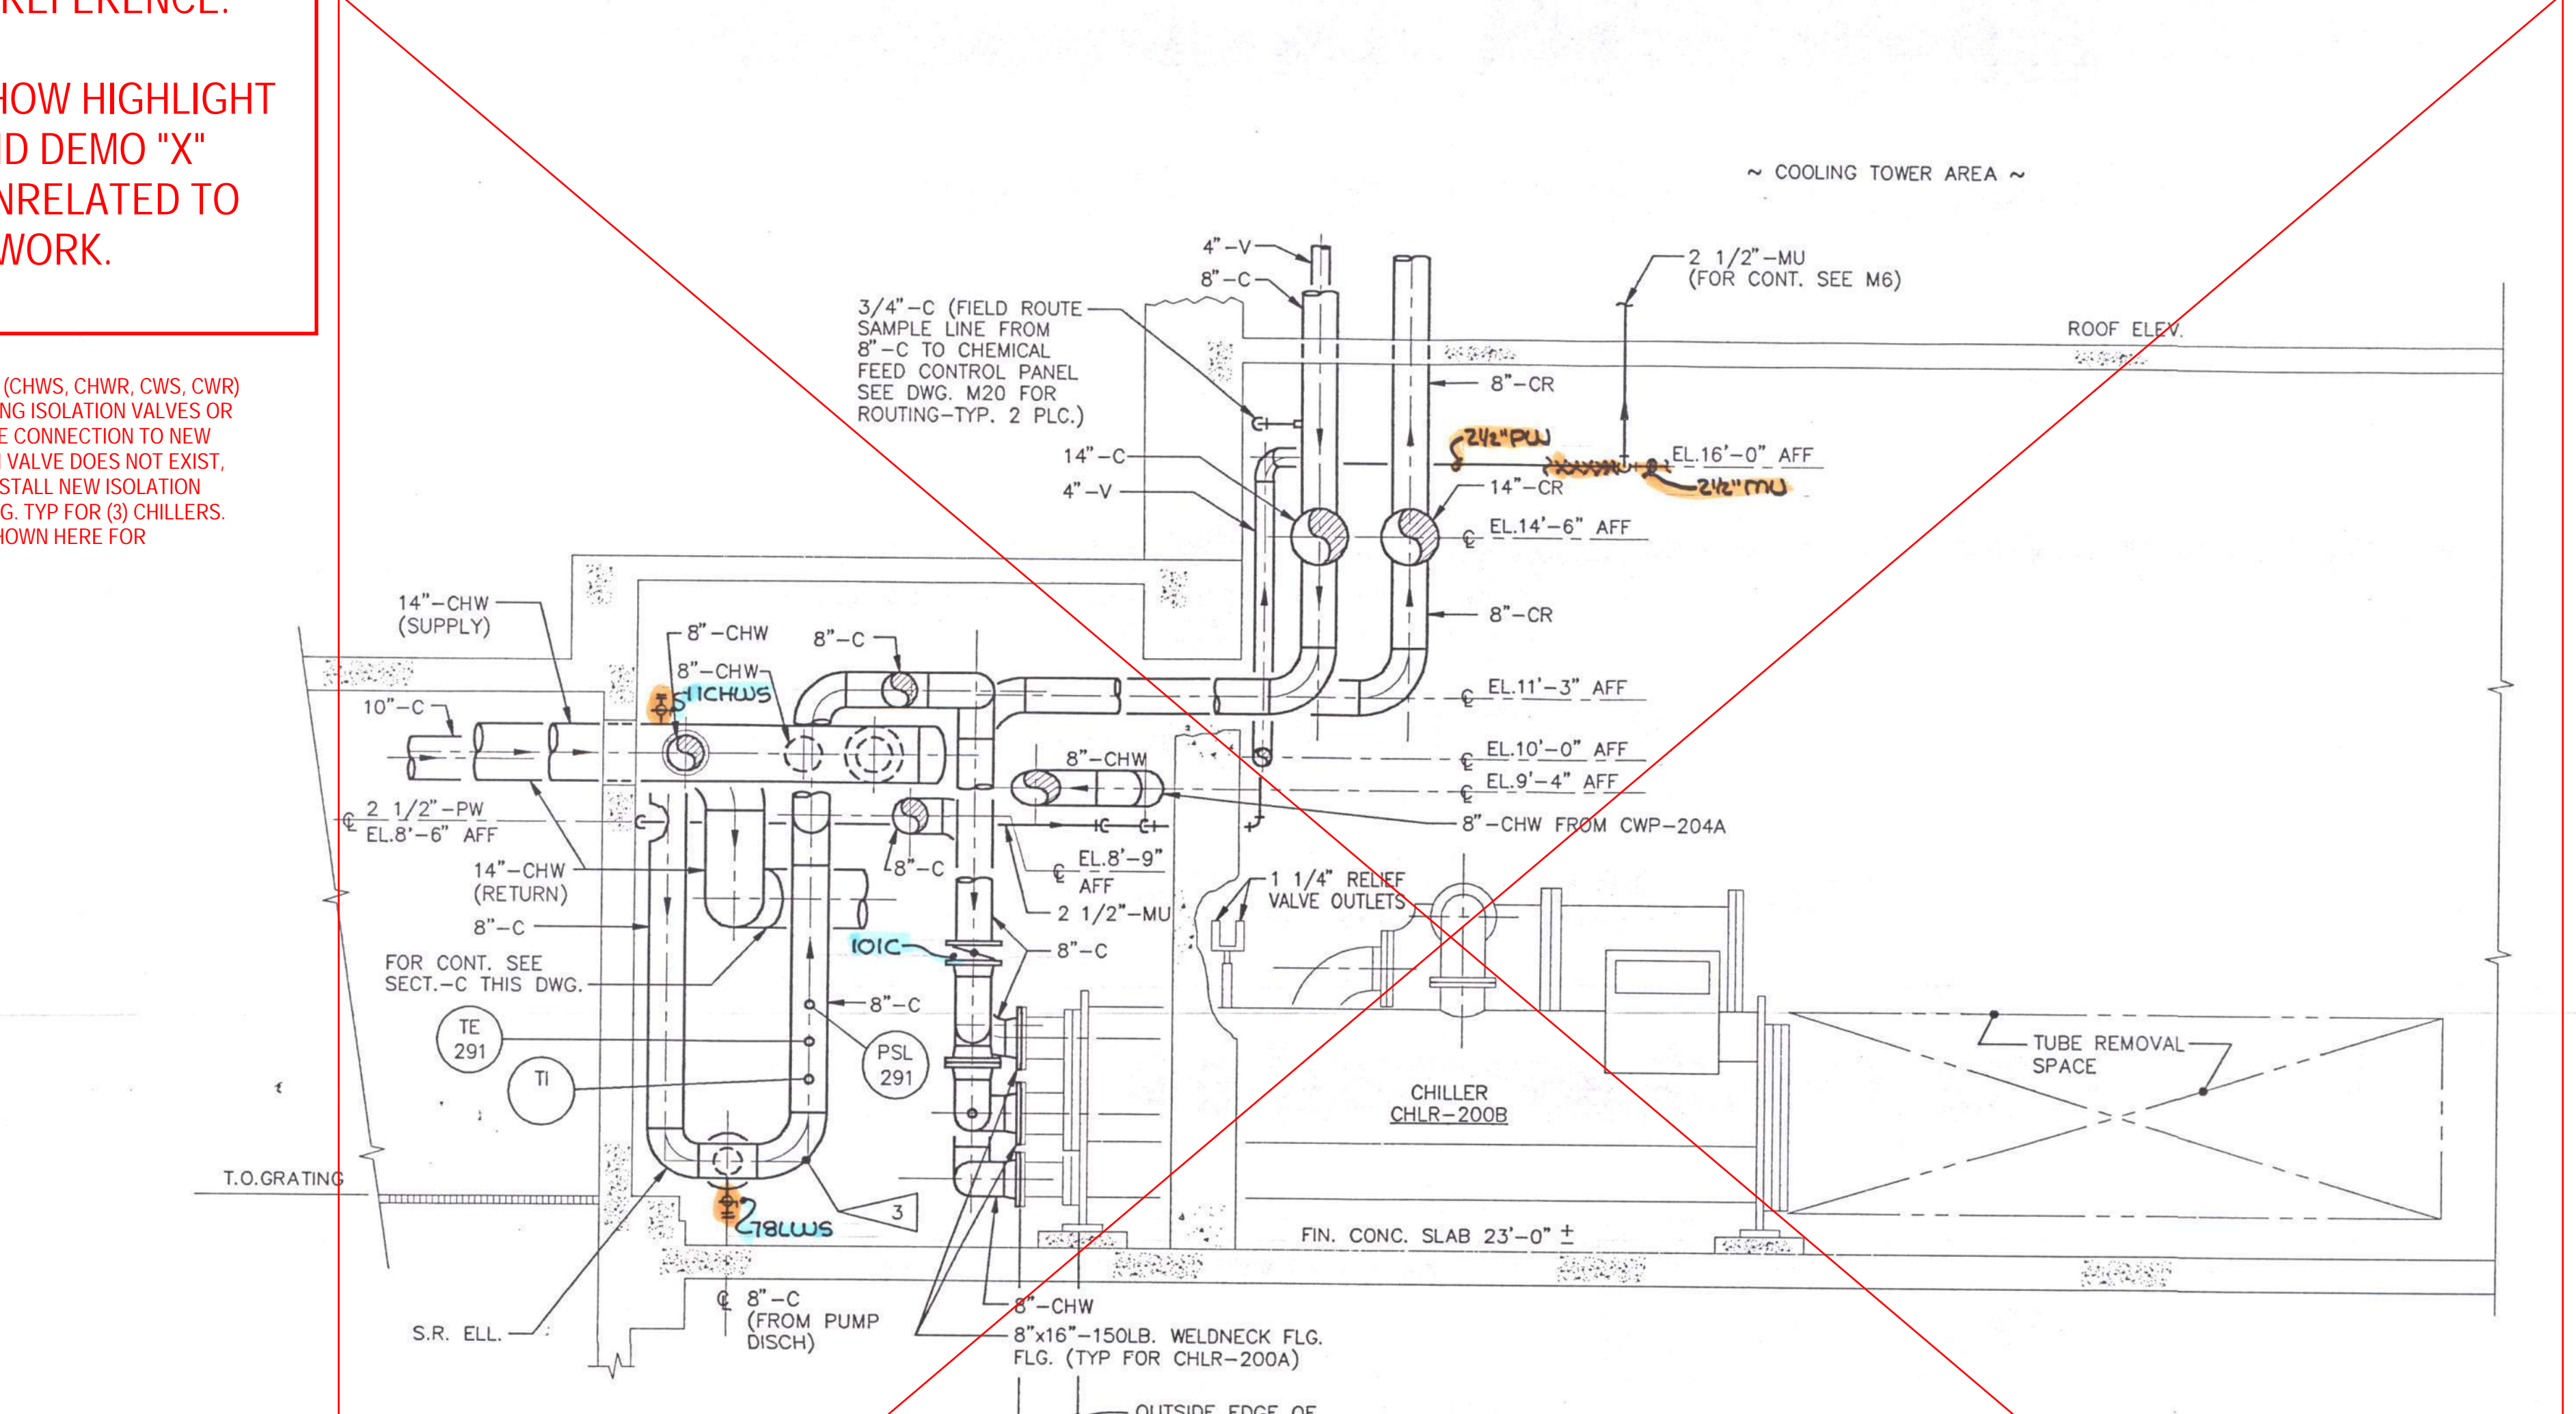 REFERENCE.
HOW HIGHLIGHT
ND DEMO "X"
NRELATED TO
WORK.
(CHWS, CHWR, CWS, CWR)
NG ISOLATION VALVES OR
E CONNECTION TO NEW
VALVE DOES NOT EXIST,
STALL NEW ISOLATION
G. TYP FOR (3) CHILLERS.
HOWN HERE FOR
~ COOLING TOWER AREA ~
4"-V
8"-C
2 1/2"-MU
(FOR CONT. SEE M6)
3/4"-C (FIELD ROUTE
SAMPLE LINE FROM
8"-C TO CHEMICAL
FEED CONTROL PANEL
SEE DWG. M20 FOR
ROUTING-TYP. 2 PLC.)
ROOF ELEV.
8"-CR
2 1/2" PW
14"-C
EL.16'-0" AFF
4"-V
14"-CR
2 1/2" MU
EL.14'-6" AFF
14"-CHW
(SUPPLY)
8"-CHW
8"-C
8"-CR
8"-CHW
11CHWS
10"-C
EL.11'-3" AFF
EL.10'-0" AFF
8"-CHW
EL.9'-4" AFF
2 1/2"-PW
EL.8'-6" AFF
8"-CHW FROM CWP-204A
14"-CHW
(RETURN)
8"-C
EL.8'-9"
AFF
1 1/4" RELIEF
VALVE OUTLETS
2 1/2"-MU
8"-C
101C
8"-C
FOR CONT. SEE
SECT.-C THIS DWG.
8"-C
TE
291
PSL
291
TI
TUBE REMOVAL
SPACE
CHILLER
CHLR-200B
T.O.GRATING
3
78LWS
FIN. CONC. SLAB 23'-0" ±
8"-C
(FROM PUMP
DISCH)
8"-CHW
S.R. ELL.
8"x16"-150LB. WELDNECK FLG.
FLG. (TYP FOR CHLR-200A)
OUTSIDE EDGE OF